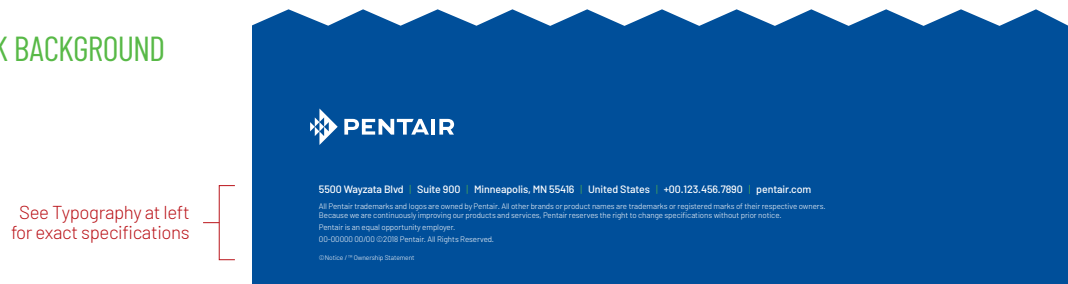 K BACKGROUND
PENTAIR
5500 Wayzata Blvd | Suite 900 | Minneapolis, MN 55416 | United States | +00.123.456.7890 | pentair.com
All Pentair trademarks and logos are owned by Pentair. All other brands or product names are trademarks or registered marks of their respective owners.
Because we are continuously improving our products and services, Pentair reserves the right to change specifications without prior notice.
Pentair is an equal opportunity employer.
00-00000 00/00 ©2018 Pentair. All Rights Reserved.
©Notice / ™ Ownership Statement
See Typography at left
for exact specifications